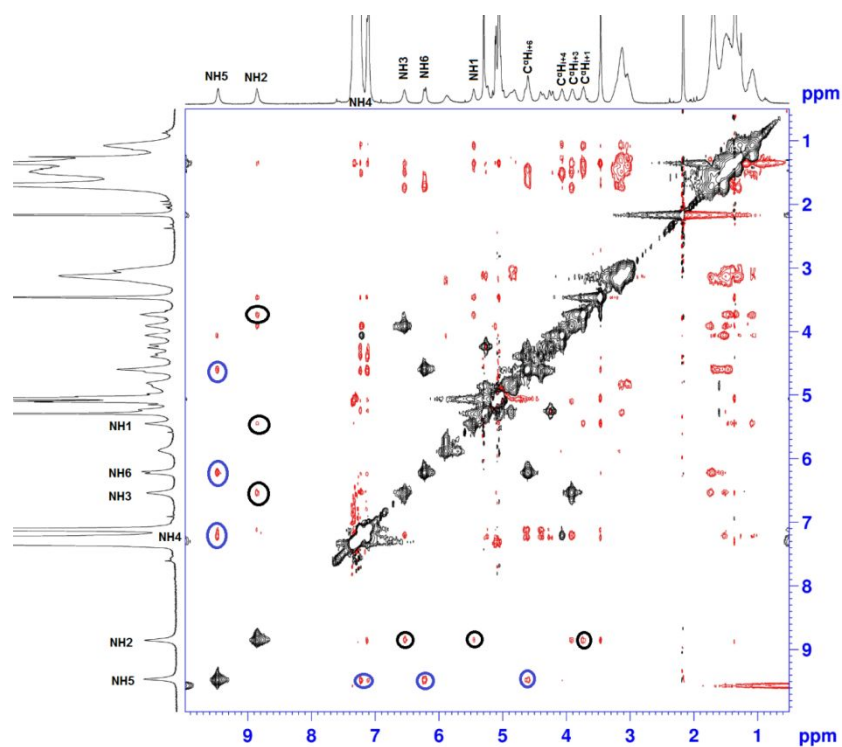 NH5 NH2 NH4 NH3 NH6 NH1 CαHi+6 CαHi+4 CαHi+3 CαHi+1
ppm
1
2
3
4
5
NH1
NH6
6
NH3
NH4
7
8
NH2
9
NH5
9 8 7 6 5 4 3 2 1 ppm